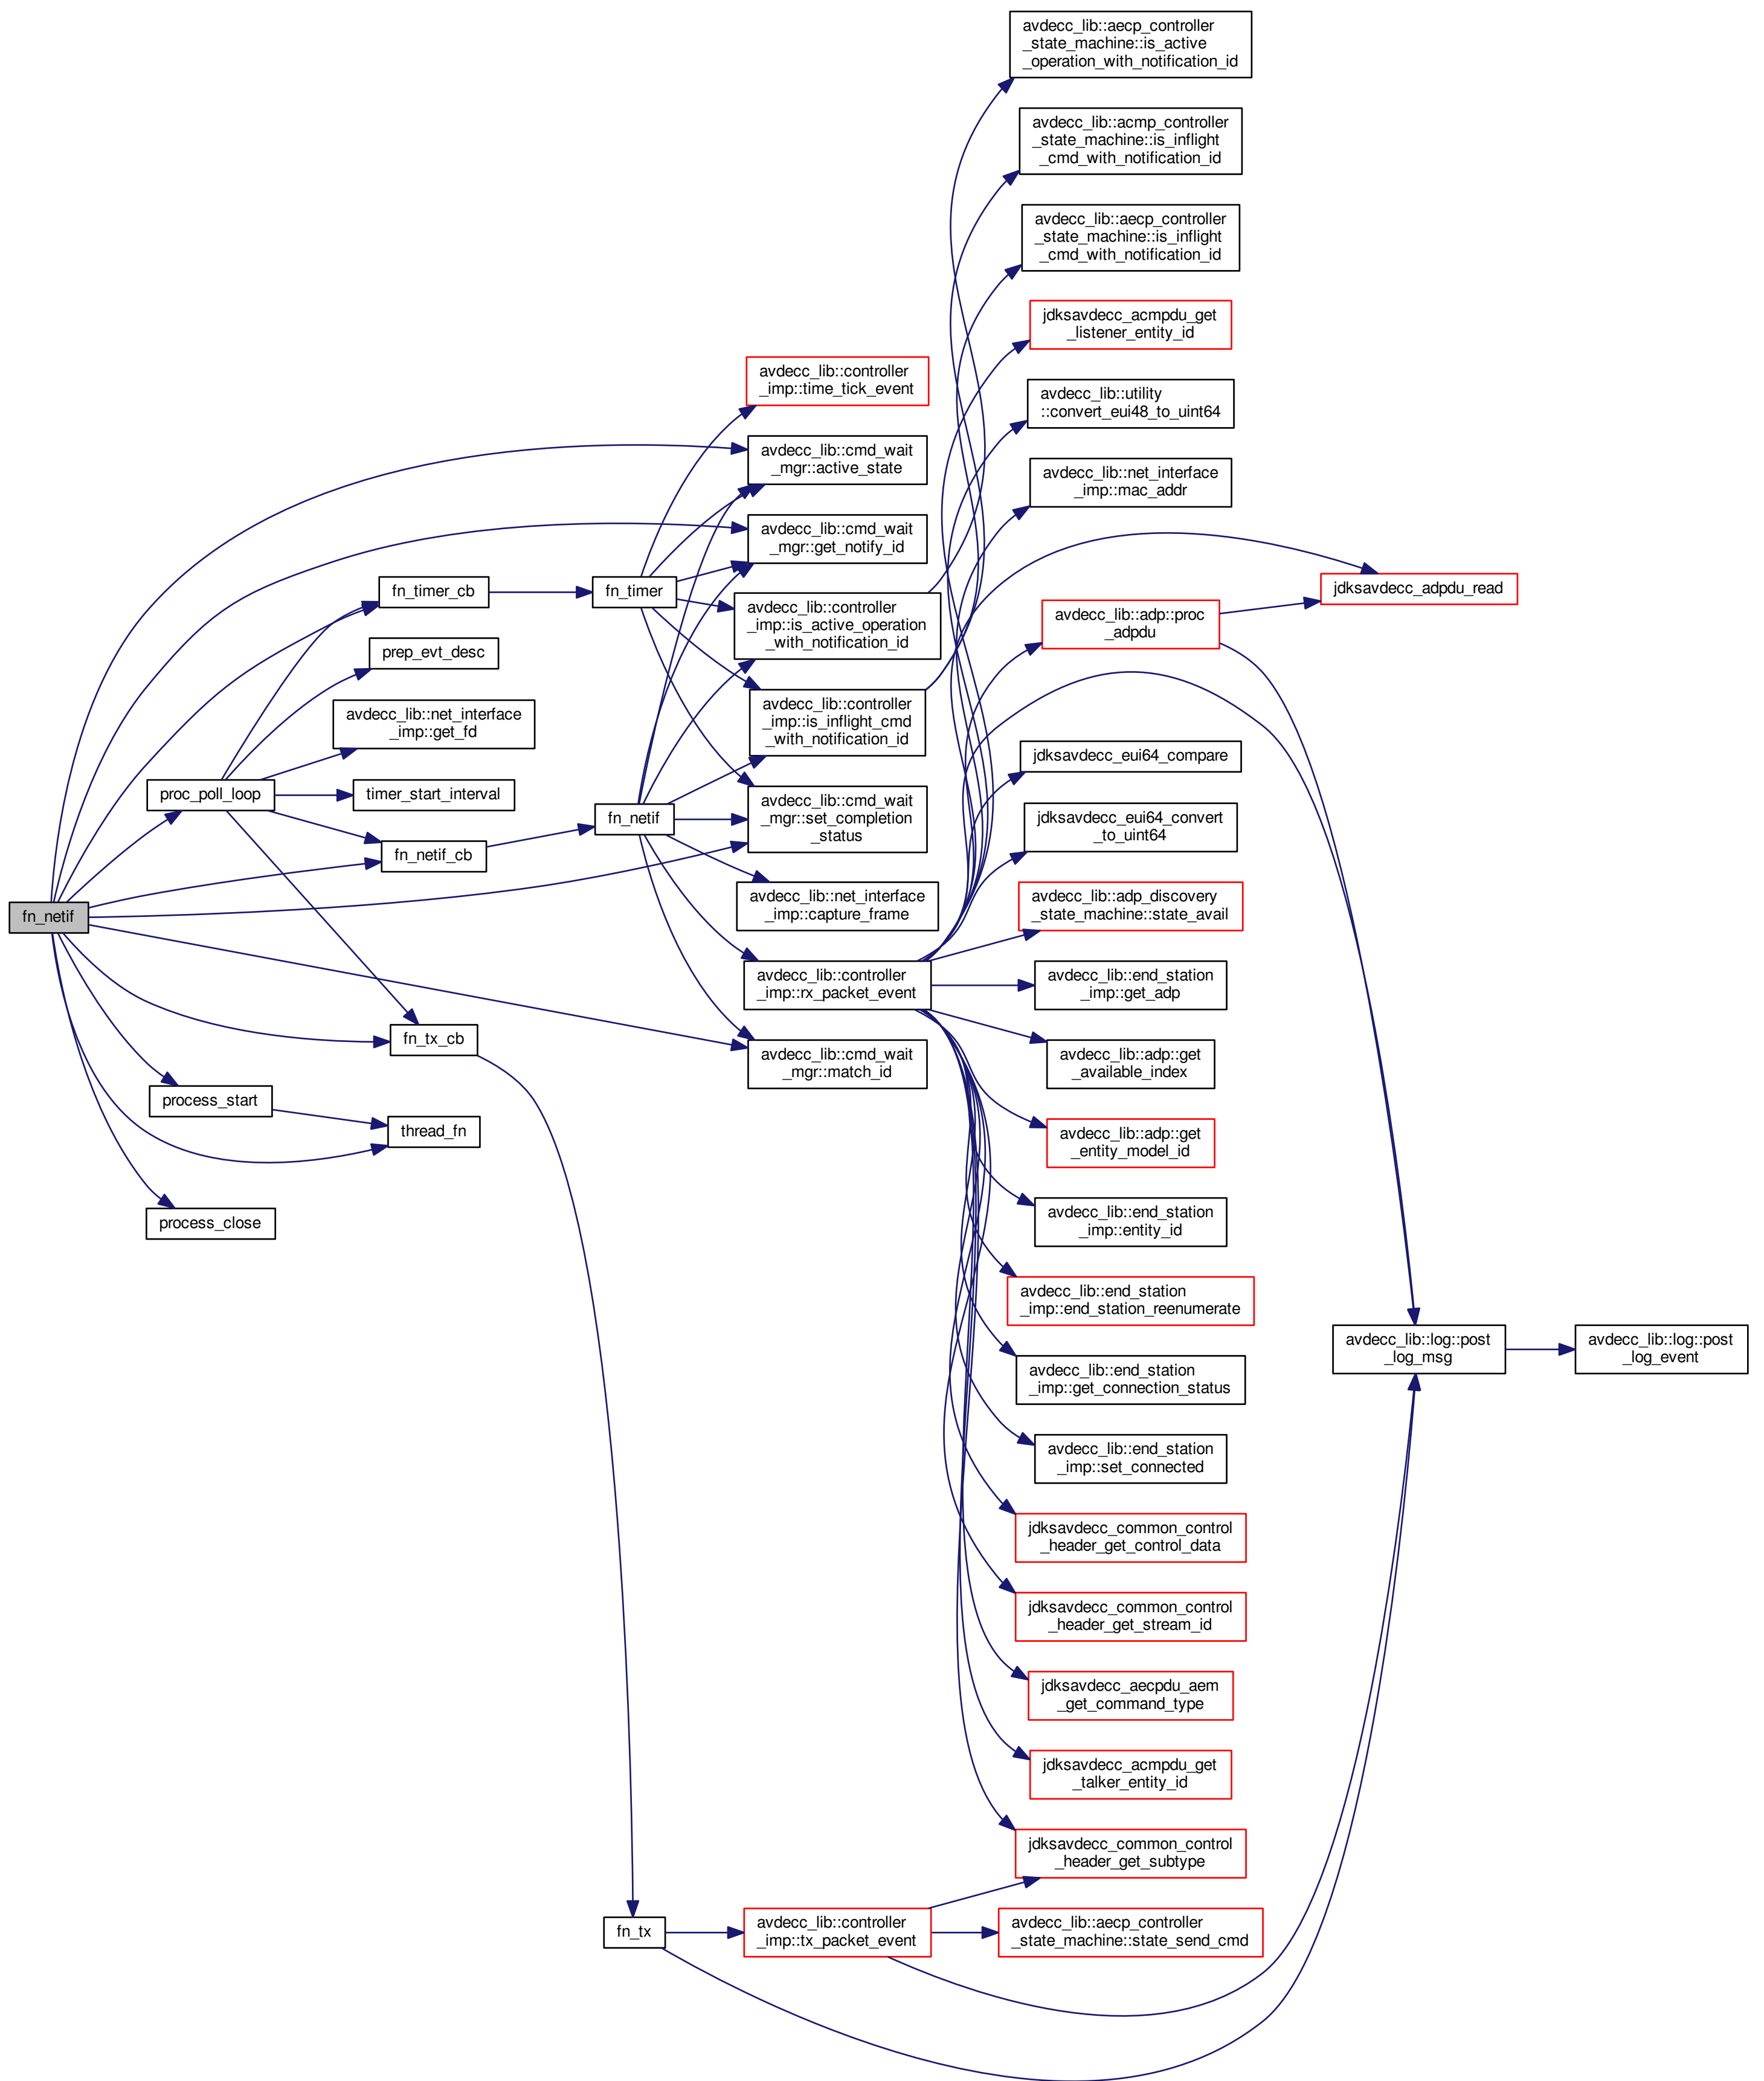 avdecc_lib::aecp_controller
_state_machine::is_active
_operation_with_notification_id
avdecc_lib::acmp_controller
_state_machine::is_inflight
_cmd_with_notification_id
avdecc_lib::aecp_controller
_state_machine::is_inflight
_cmd_with_notification_id
jdksavdecc_acmpdu_get
_listener_entity_id
avdecc_lib::controller
_imp::time_tick_event
avdecc_lib::utility
::convert_eui48_to_uint64
avdecc_lib::cmd_wait
_mgr::active_state
avdecc_lib::net_interface
_imp::mac_addr
avdecc_lib::cmd_wait
_mgr::get_notify_id
fn_timer_cb
fn_timer
jdksavdecc_adpdu_read
avdecc_lib::controller
_imp::is_active_operation
_with_notification_id
avdecc_lib::adp::proc
_adpdu
prep_evt_desc
avdecc_lib::net_interface
_imp::get_fd
avdecc_lib::controller
_imp::is_inflight_cmd
_with_notification_id
jdksavdecc_eui64_compare
proc_poll_loop
timer_start_interval
fn_netif
avdecc_lib::cmd_wait
_mgr::set_completion
_status
jdksavdecc_eui64_convert
_to_uint64
fn_netif_cb
fn_netif
avdecc_lib::net_interface
_imp::capture_frame
avdecc_lib::adp_discovery
_state_machine::state_avail
avdecc_lib::controller
_imp::rx_packet_event
avdecc_lib::end_station
_imp::get_adp
fn_tx_cb
avdecc_lib::cmd_wait
_mgr::match_id
avdecc_lib::adp::get
_available_index
process_start
thread_fn
avdecc_lib::adp::get
_entity_model_id
process_close
avdecc_lib::end_station
_imp::entity_id
avdecc_lib::end_station
_imp::end_station_reenumerate
avdecc_lib::log::post
_log_msg
avdecc_lib::log::post
_log_event
avdecc_lib::end_station
_imp::get_connection_status
avdecc_lib::end_station
_imp::set_connected
jdksavdecc_common_control
_header_get_control_data
jdksavdecc_common_control
_header_get_stream_id
jdksavdecc_aecpdu_aem
_get_command_type
jdksavdecc_acmpdu_get
_talker_entity_id
jdksavdecc_common_control
_header_get_subtype
fn_tx
avdecc_lib::controller
_imp::tx_packet_event
avdecc_lib::aecp_controller
_state_machine::state_send_cmd